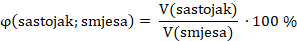 φ(sastojak; smjesa) = V(sastojak) / V(smjesa) · 100 %